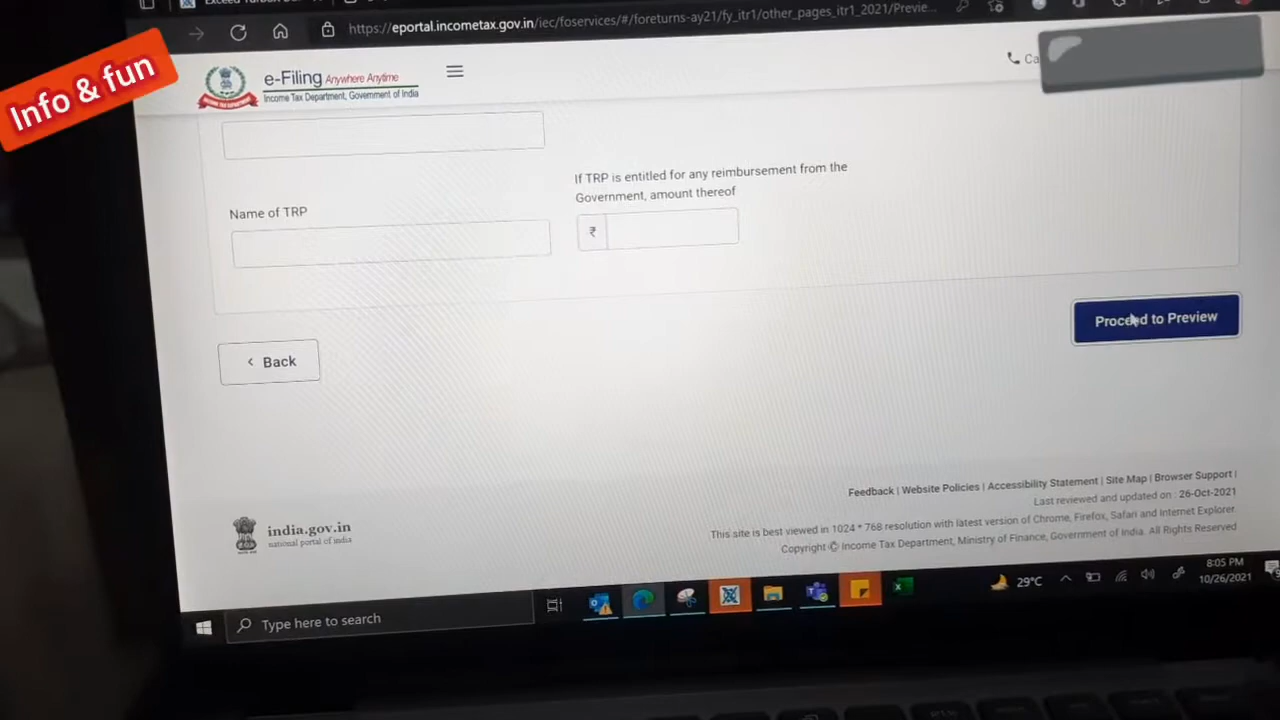 https://eportal.incometax.gov.in/iec/foservices/#/foreturns-ay21/fy_itr1/other_pages_itr1_2021/Previe...
Info & fun
e-Filing Anywhere Anytime
Income Tax Department, Government of India
If TRP is entitled for any reimbursement from the
Government, amount thereof
Name of TRP
₹
Proceed to Preview
< Back
Feedback | Website Policies | Accessibility Statement | Site Map | Browser Support |
Last reviewed and updated on : 26-Oct-2021
This site is best viewed in 1024 * 768 resolution with latest version of Chrome, Firefox, Safari and Internet Explorer.
Copyright © Income Tax Department, Ministry of Finance, Government of India. All Rights Reserved
india.gov.in
national portal of india
Type here to search
29°C
8:05 PM
10/26/2021